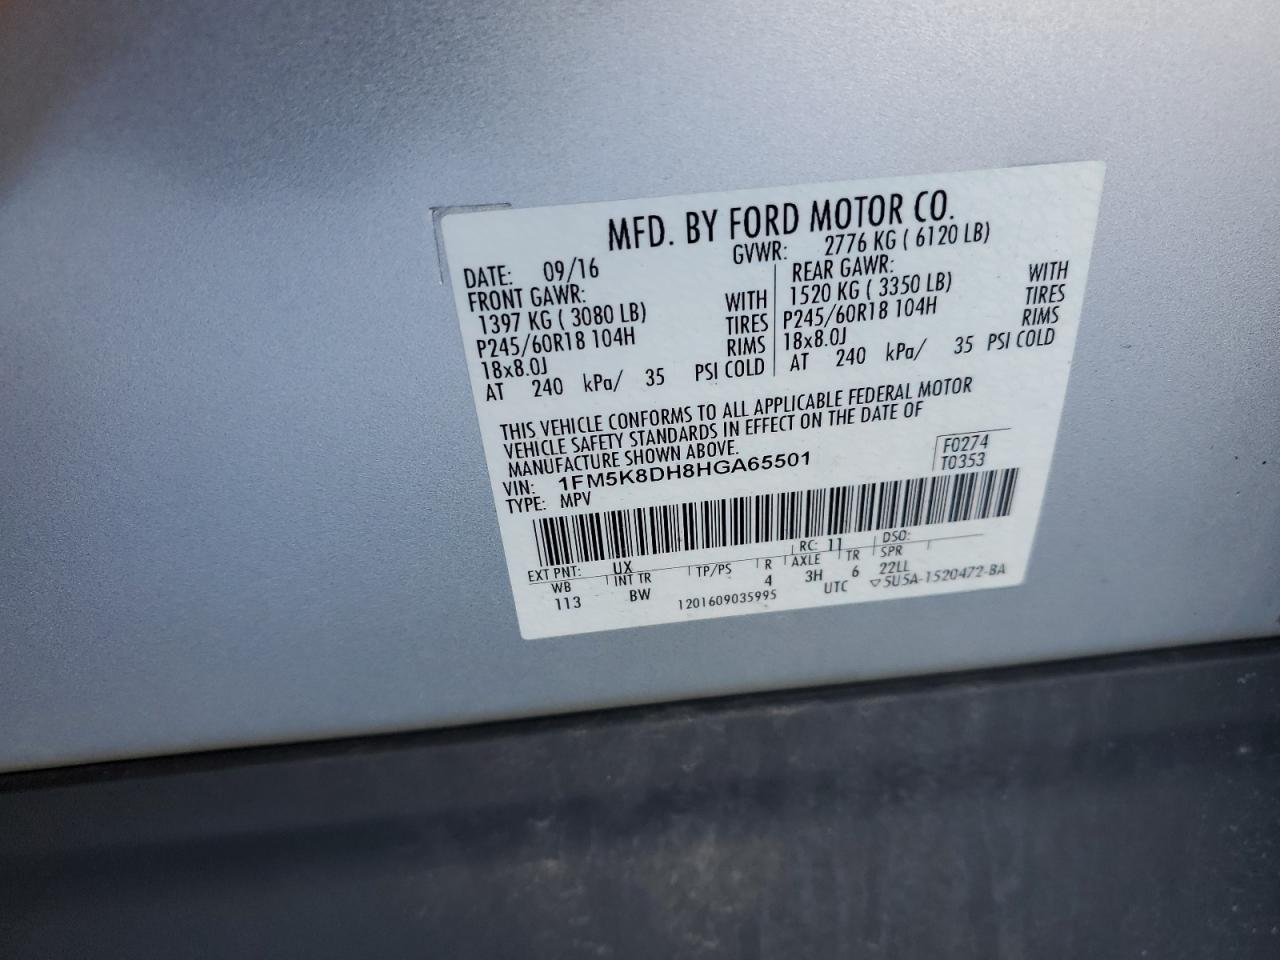 MFD. BY FORD MOTOR CO.
DATE: 09/16 GVWR: 2776 KG ( 6120 LB)
FRONT GAWR: WITH
1397 KG ( 3080 LB) TIRES
P245/60R18 104H RIMS
18x8.0J
AT 240 kPa/ 35 PSI COLD
REAR GAWR: WITH
1520 KG ( 3350 LB) TIRES
P245/60R18 104H RIMS
18x8.0J
AT 240 kPa/ 35 PSI COLD
THIS VEHICLE CONFORMS TO ALL APPLICABLE FEDERAL MOTOR
VEHICLE SAFETY STANDARDS IN EFFECT ON THE DATE OF
MANUFACTURE SHOWN ABOVE.
VIN: 1FM5K8DH8HGA65501
TYPE: MPV
F0274
T0353
EXT PNT: UX RC: 11 DSO:
WB INT TR TP/PS R AXLE TR SPR
113 BW 4 3H 6 22LL
1201609035995 UTC ▽5U5A-1520472-BA